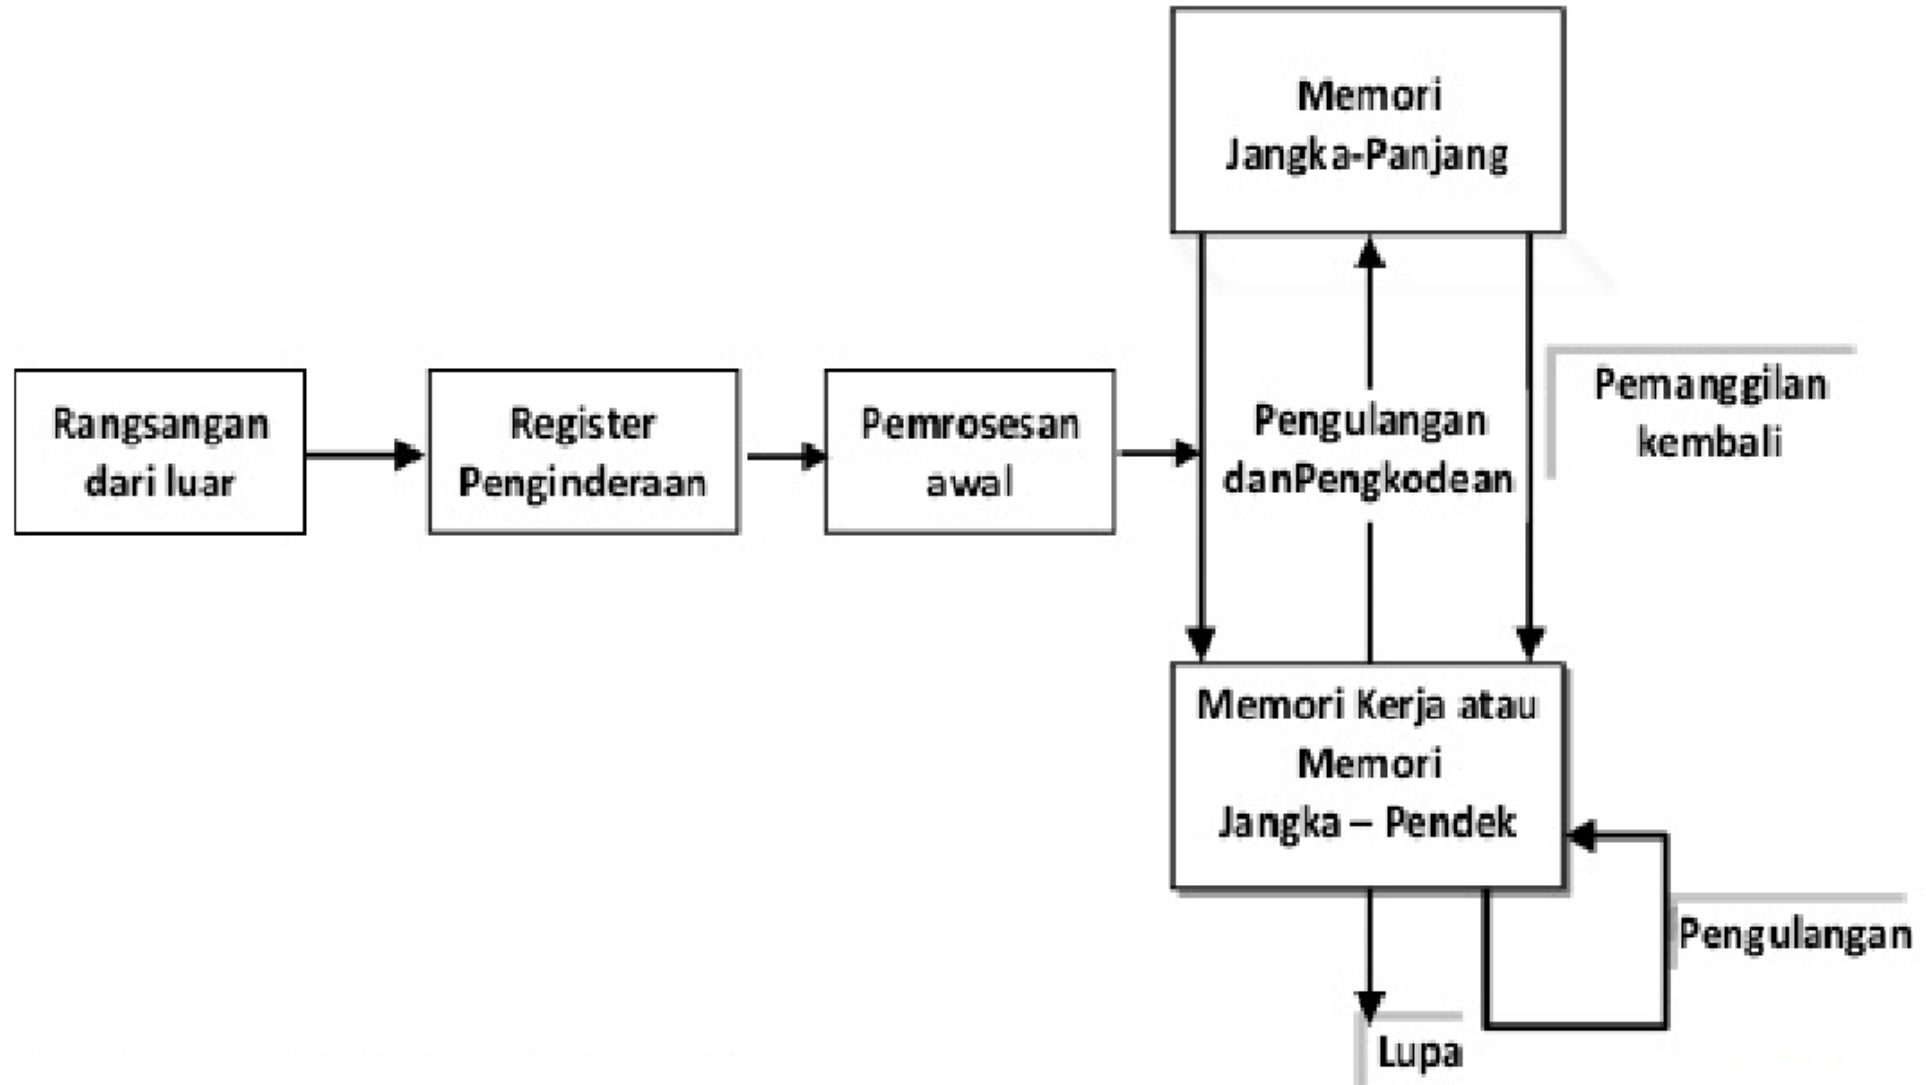 Memori
Jangka-Panjang
Rangsangan
dari luar
Register
Penginderaan
Pemrosesan
awal
Pengulangan
danPengkodean
Pemanggilan
kembali
Memori Kerja atau
Memori
Jangka – Pendek
Pengulangan
Lupa